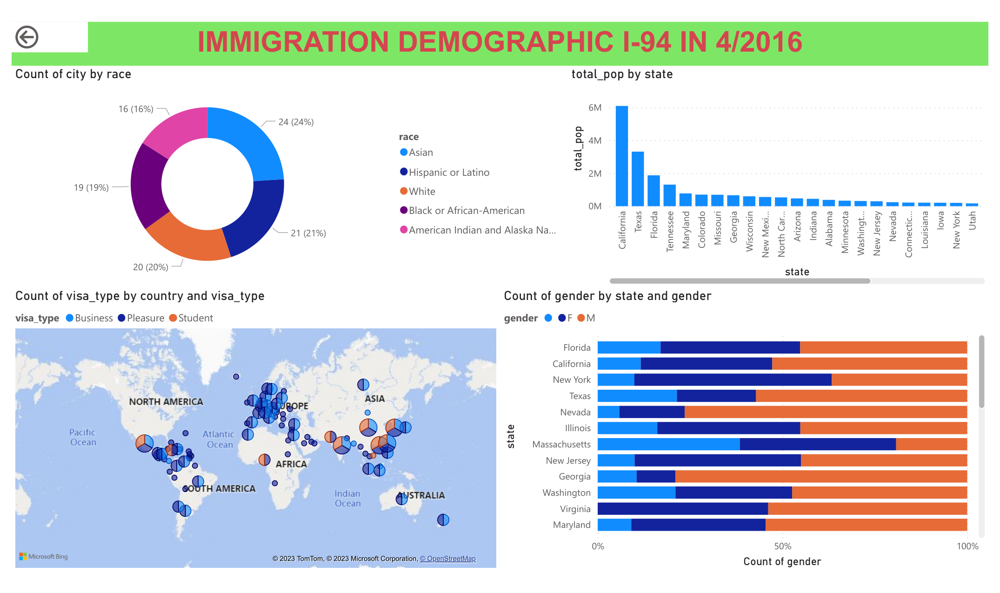 IMMIGRATION DEMOGRAPHIC I-94 IN 4/2016
Count of city by race
16 (16%)
24 (24%)
19 (19%)
21 (21%)
20 (20%)
race
Asian
Hispanic or Latino
White
Black or African-American
American Indian and Alaska Na...
total_pop by state
total_pop
6M
4M
2M
0M
California
Texas
Florida
Tennessee
Maryland
Colorado
Missouri
Georgia
Wisconsin
New Mexi...
North Car...
Arizona
Indiana
Alabama
Minnesota
Washingt...
New Jersey
Nevada
Connectic...
Louisiana
Iowa
New York
Utah
state
Count of visa_type by country and visa_type
visa_type Business Pleasure Student
NORTH AMERICA
UROPE
ASIA
Pacific
Ocean
Atlantic
Ocean
AFRICA
SOUTH AMERICA
Indian
Ocean
AUSTRALIA
Microsoft Bing
© 2023 TomTom, © 2023 Microsoft Corporation, © OpenStreetMap
Count of gender by state and gender
gender F M
state
Florida
California
New York
Texas
Nevada
Illinois
Massachusetts
New Jersey
Georgia
Washington
Virginia
Maryland
0% 50% 100%
Count of gender